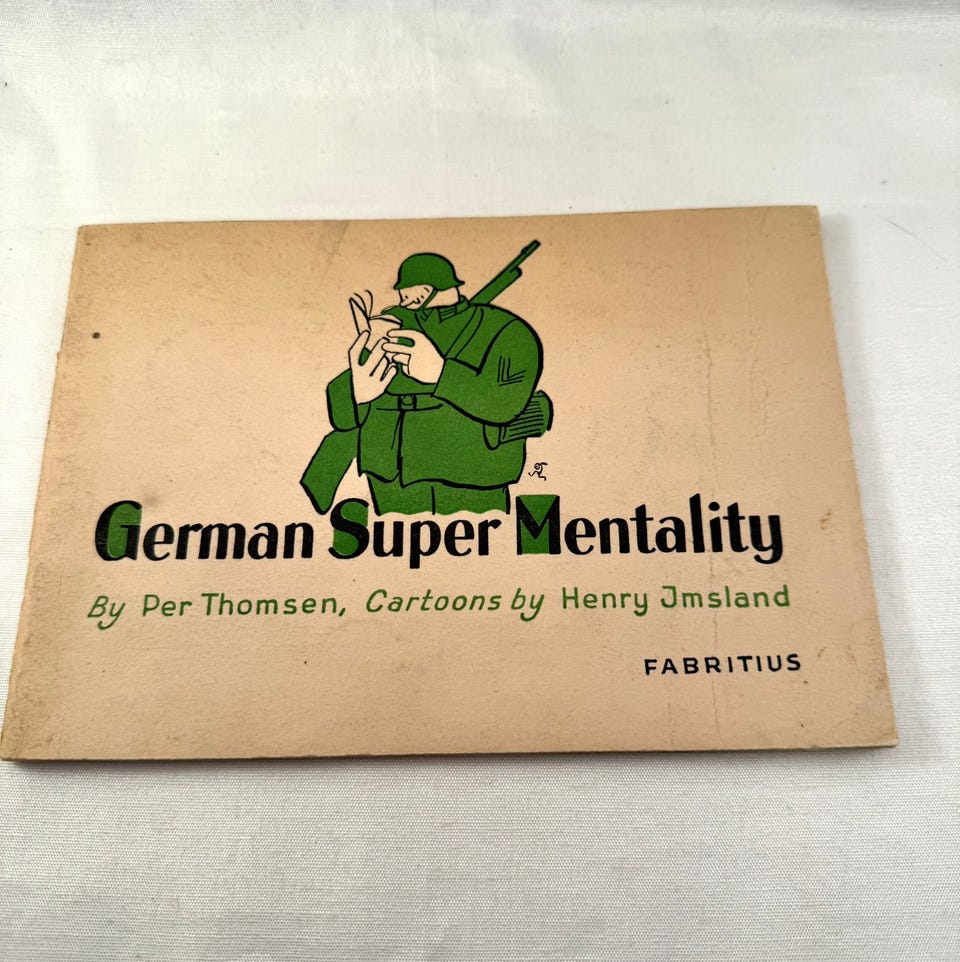 German Super Mentality
By Per Thomsen, Cartoons by Henry Jmsland
FABRITIUS